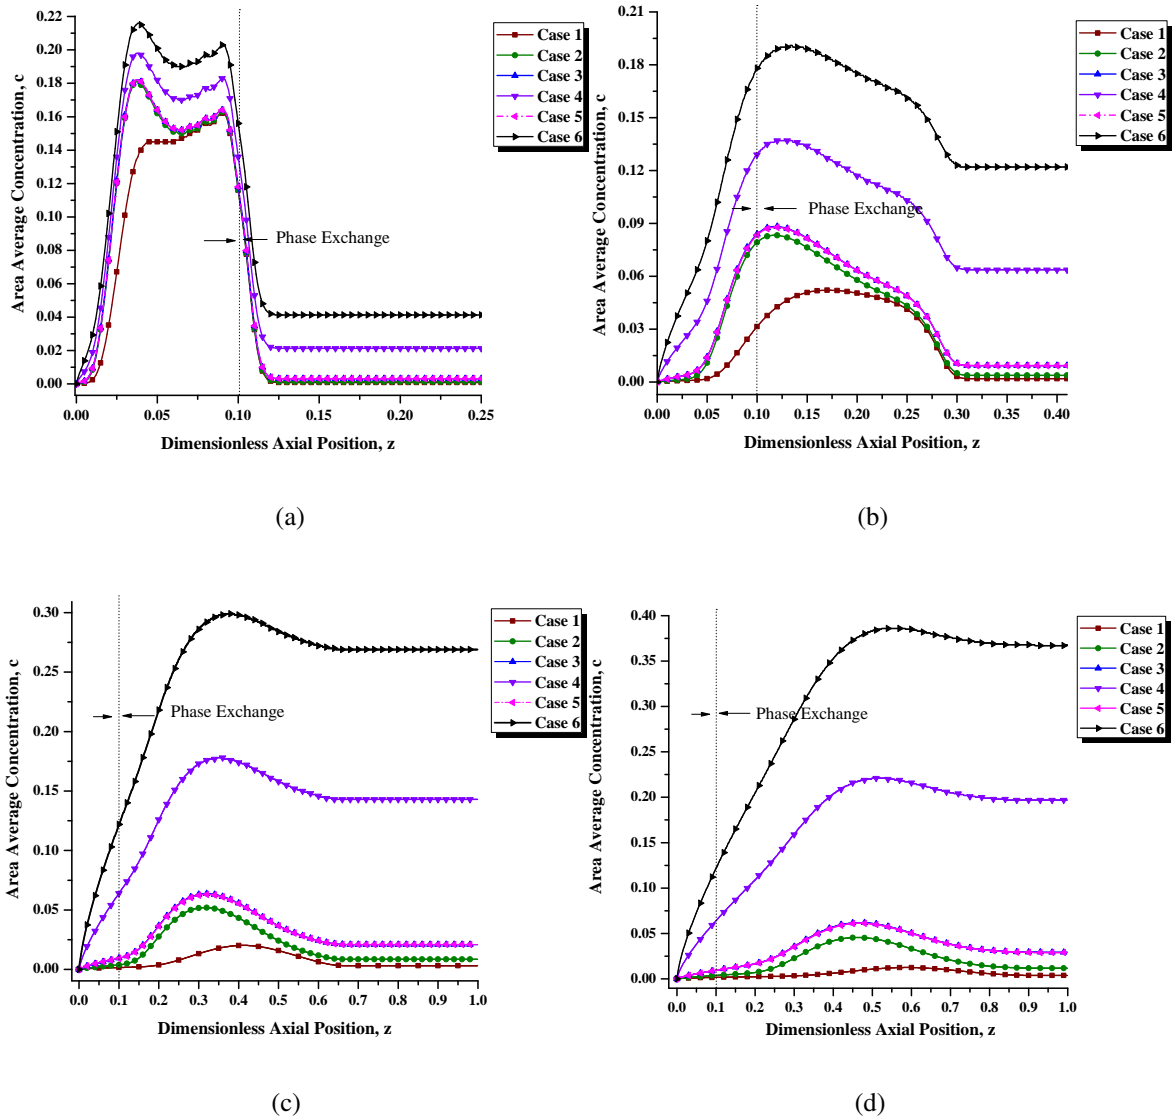 0.22
0.20
0.18
0.16
0.14
0.12
0.10
0.08
0.06
0.04
0.02
0.00
Area Average Concentration, c
Case 1
Case 2
Case 3
Case 4
Case 5
Case 6
Phase Exchange
0.00 0.05 0.10 0.15 0.20 0.25
Dimensionless Axial Position, z
(a)
0.21
0.18
0.15
0.12
0.09
0.06
0.03
0.00
Area Average Concentration, c
Case 1
Case 2
Case 3
Case 4
Case 5
Case 6
Phase Exchange
0.00 0.05 0.10 0.15 0.20 0.25 0.30 0.35 0.40
Dimensionless Axial Position, z
(b)
0.30
0.25
0.20
0.15
0.10
0.05
0.00
Area Average Concentration, c
Case 1
Case 2
Case 3
Case 4
Case 5
Case 6
Phase Exchange
0.0 0.1 0.2 0.3 0.4 0.5 0.6 0.7 0.8 0.9 1.0
Dimensionless Axial Position, z
(c)
0.40
0.35
0.30
0.25
0.20
0.15
0.10
0.05
0.00
Area Average Concentration, c
Case 1
Case 2
Case 3
Case 4
Case 5
Case 6
Phase Exchange
0.0 0.1 0.2 0.3 0.4 0.5 0.6 0.7 0.8 0.9 1.0
Dimensionless Axial Position, z
(d)